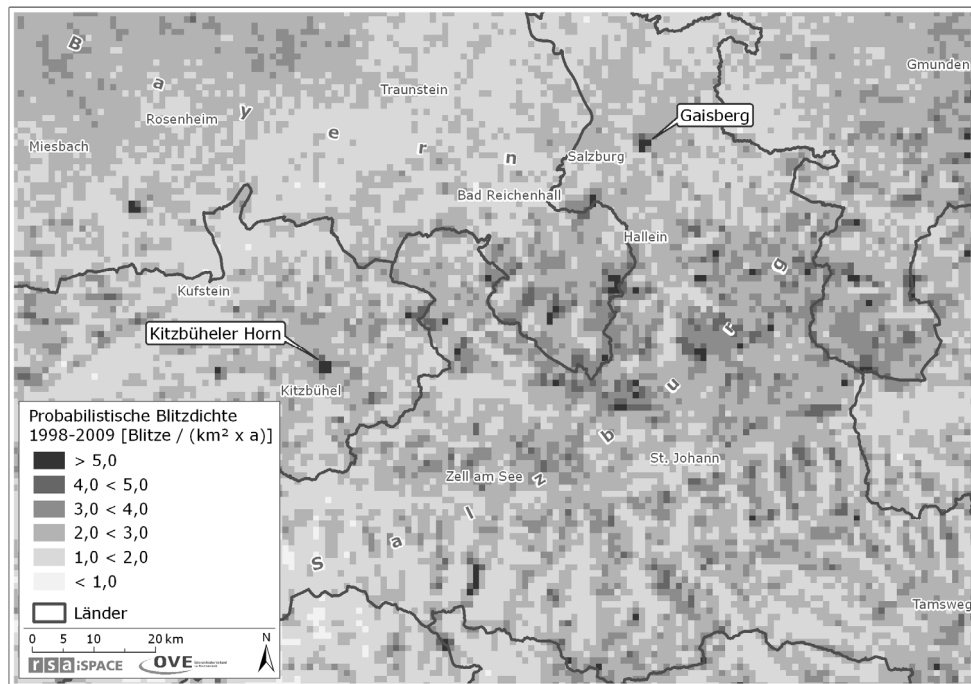 B a y e r n
Gmunden
Traunstein
Gaisberg
Rosenheim
Miesbach
Salzburg
Bad Reichenhall
Hallein
Kufstein
Kitzbüheler Horn
Kitzbühel
S a l z b u r g
St. Johann
Zell am See
Tamsweg
Probabilistische Blitzdichte
1998-2009 [Blitze / (km² x a)]
> 5,0
4,0 < 5,0
3,0 < 4,0
2,0 < 3,0
1,0 < 2,0
< 1,0
Länder
0 5 10 20 km
N
rsa iSPACE
OVE